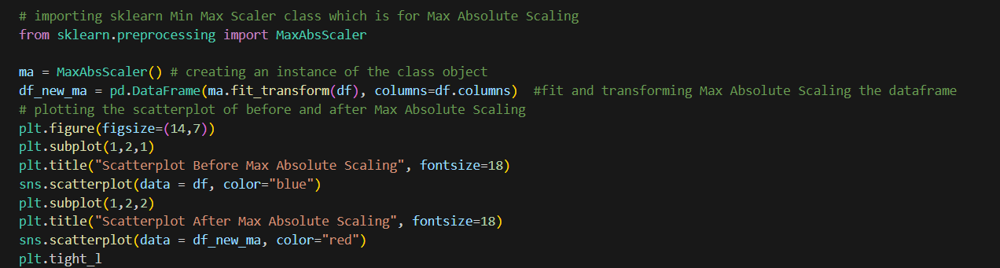 # importing sklearn Min Max Scaler class which is for Max Absolute Scaling
from sklearn.preprocessing import MaxAbsScaler

ma = MaxAbsScaler() # creating an instance of the class object
df_new_ma = pd.DataFrame(ma.fit_transform(df), columns=df.columns)  #fit and transforming Max Absolute Scaling the dataframe
# plotting the scatterplot of before and after Max Absolute Scaling
plt.figure(figsize=(14,7))
plt.subplot(1,2,1)
plt.title("Scatterplot Before Max Absolute Scaling", fontsize=18)
sns.scatterplot(data = df, color="blue")
plt.subplot(1,2,2)
plt.title("Scatterplot After Max Absolute Scaling", fontsize=18)
sns.scatterplot(data = df_new_ma, color="red")
plt.tight_l